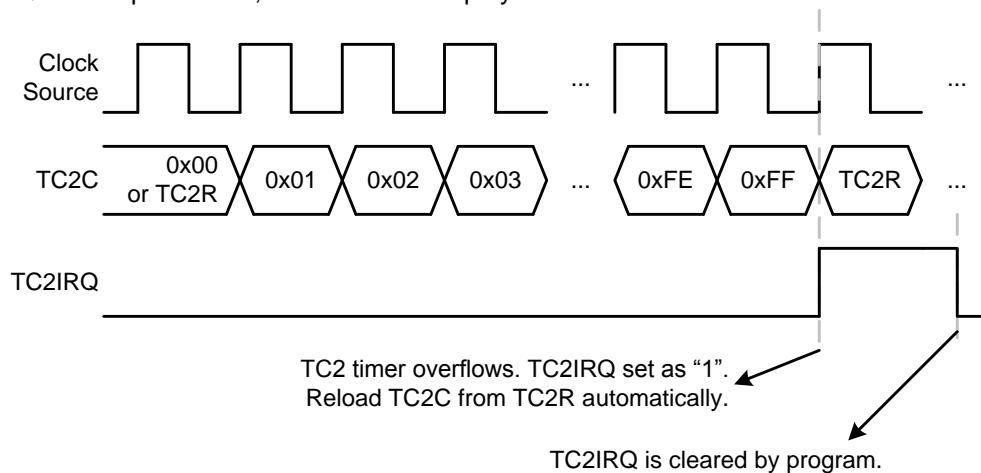 Clock
Source
...
...
TC2C
0x00
or TC2R
0x01
0x02
0x03
...
0xFE
0xFF
TC2R
...
TC2IRQ
TC2 timer overflows. TC2IRQ set as “1”.
Reload TC2C from TC2R automatically.
TC2IRQ is cleared by program.